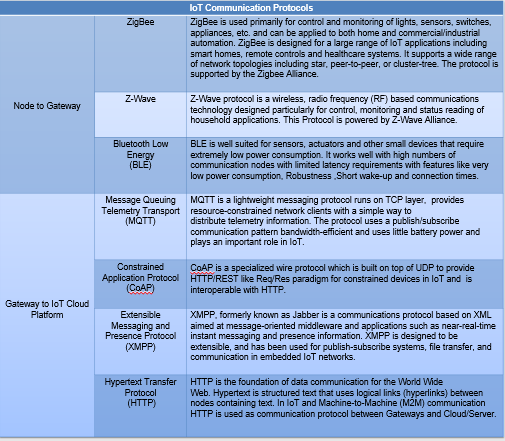 IoT Communication Protocols
Node to Gateway
ZigBee
ZigBee is used primarily for control and monitoring of lights, sensors, switches,
appliances, etc. and can be applied to both home and commercial/industrial
automation. ZigBee is designed for a large range of IoT applications including
smart homes, remote controls and healthcare systems. It supports a wide range
of network topologies including star, peer-to-peer, or cluster-tree. The protocol is
supported by the Zigbee Alliance.
Z-Wave
Z-Wave protocol is a wireless, radio frequency (RF) based communications
technology designed particularly for control, monitoring and status reading of
household applications. This Protocol is powered by Z-Wave Alliance.
Bluetooth Low
Energy
(BLE)
BLE is well suited for sensors, actuators and other small devices that require
extremely low power consumption. It works well with high numbers of
communication nodes with limited latency requirements with features like very
low power consumption, Robustness ,Short wake-up and connection times.
Gateway to IoT Cloud
Platform
Message Queuing
Telemetry Transport
(MQTT)
MQTT is a lightweight messaging protocol runs on TCP layer, provides
resource-constrained network clients with a simple way to
distribute telemetry information. The protocol uses a publish/subscribe
communication pattern bandwidth-efficient and uses little battery power and
plays an important role in IoT.
Constrained
Application Protocol
(CoAP)
CoAP is a specialized wire protocol which is built on top of UDP to provide
HTTP/REST like Req/Res paradigm for constrained devices in IoT and is
interoperable with HTTP.
Extensible
Messaging and
Presence Protocol
(XMPP)
XMPP, formerly known as Jabber is a communications protocol based on XML
aimed at message-oriented middleware and applications such as near-real-time
instant messaging and presence information. XMPP is designed to be
extensible, and has been used for publish-subscribe systems, file transfer, and
communication in embedded IoT networks.
Hypertext Transfer
Protocol
(HTTP)
HTTP is the foundation of data communication for the World Wide
Web. Hypertext is structured text that uses logical links (hyperlinks) between
nodes containing text. In IoT and Machine-to-Machine (M2M) communication
HTTP is used as communication protocol between Gateways and Cloud/Server.